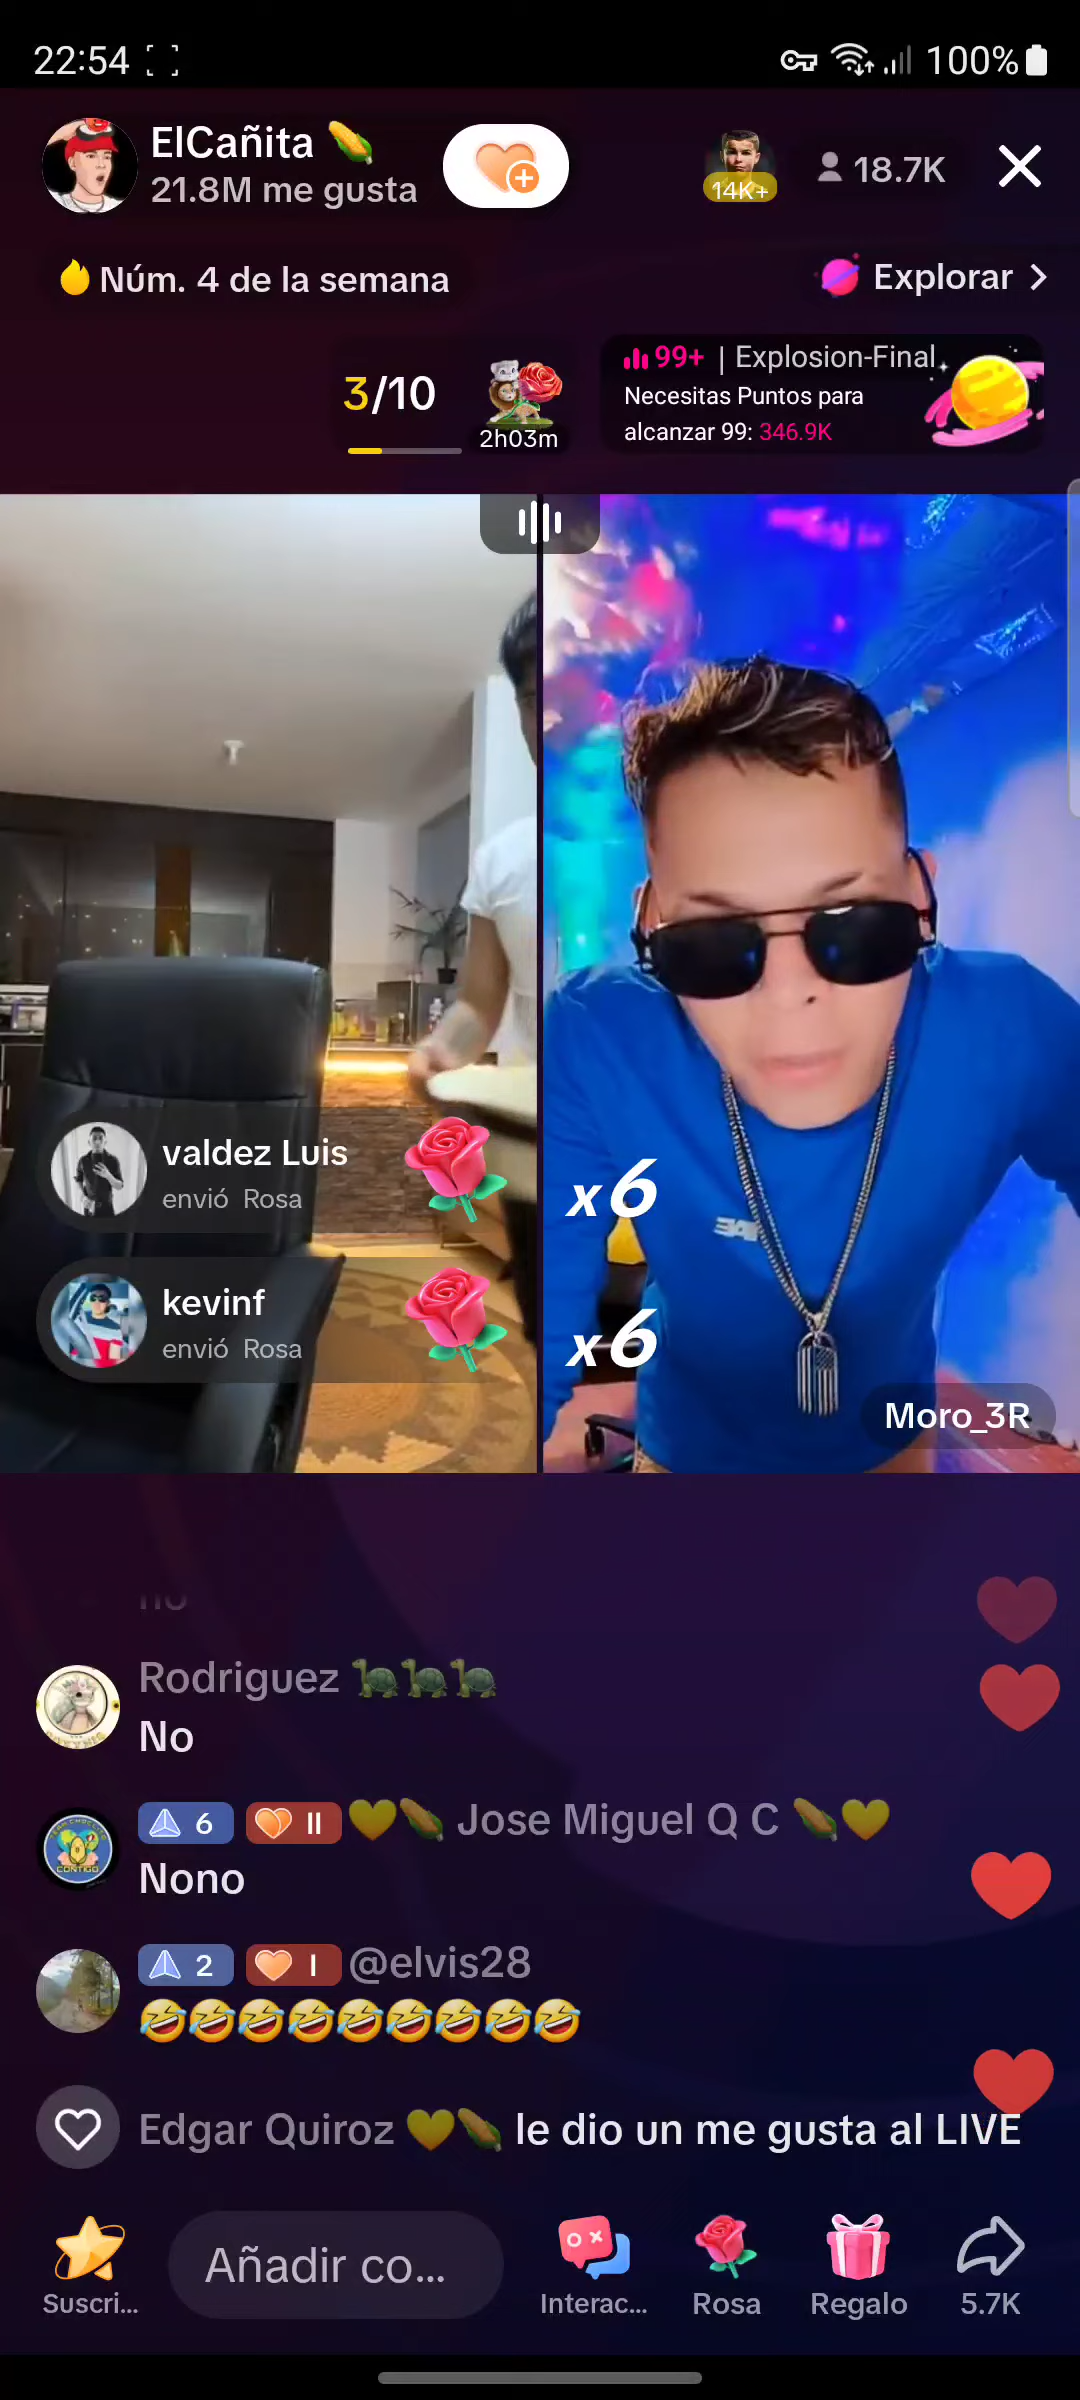 22:54
100%
ElCañita 🌽
21.8M me gusta
14K+
18.7K
Núm. 4 de la semana
Explorar >
3/10
2h03m
99+ | Explosion-Final
Necesitas Puntos para
alcanzar 99: 346.9K
valdez Luis
envió Rosa
x6
kevinf
envió Rosa
x6
Moro_3R
no
Rodriguez 🐢🐢🐢
No
6 II 💛🌽 Jose Miguel Q C 🌽💛
Nono
2 I @elvis28
🤣🤣🤣🤣🤣🤣🤣🤣🤣
Edgar Quiroz 💛🌽 le dio un me gusta al LIVE
Suscri...
Añadir co...
Interac...
Rosa
Regalo
5.7K